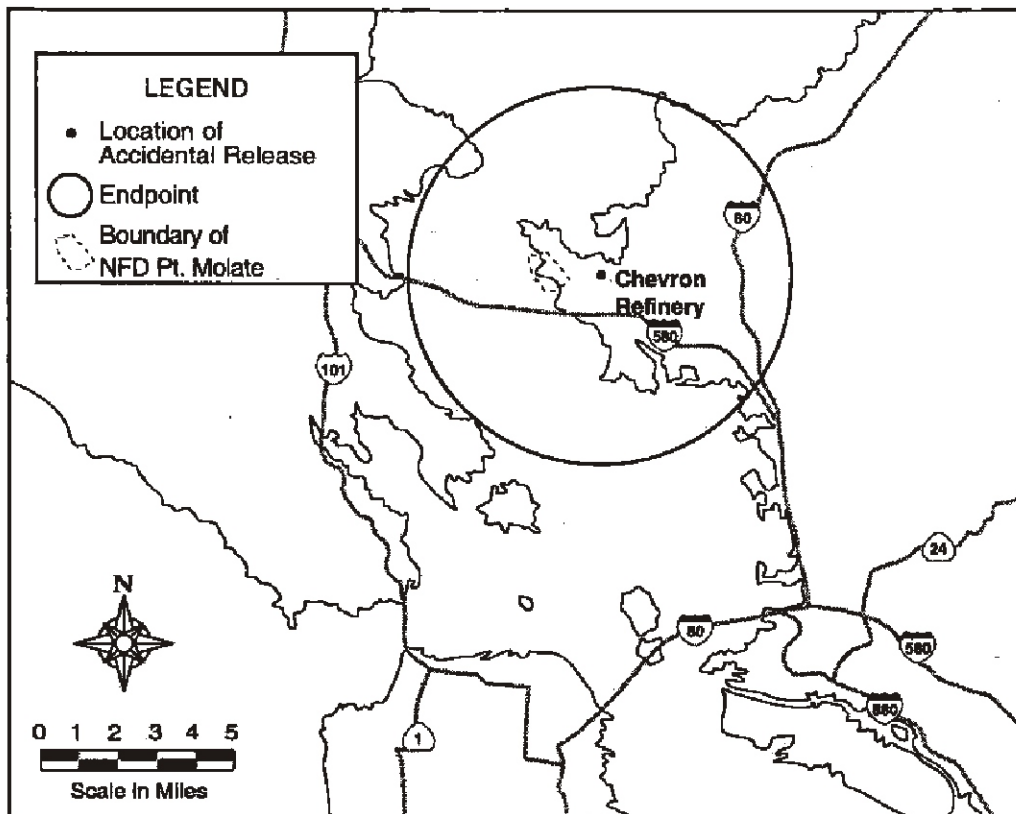 LEGEND
Location of
Accidental Release
Endpoint
Boundary of
NFD Pt. Molate
80
Chevron
Refinery
580
101
24
N
80
580
880
0 1 2 3 4 5
1
Scale in Miles